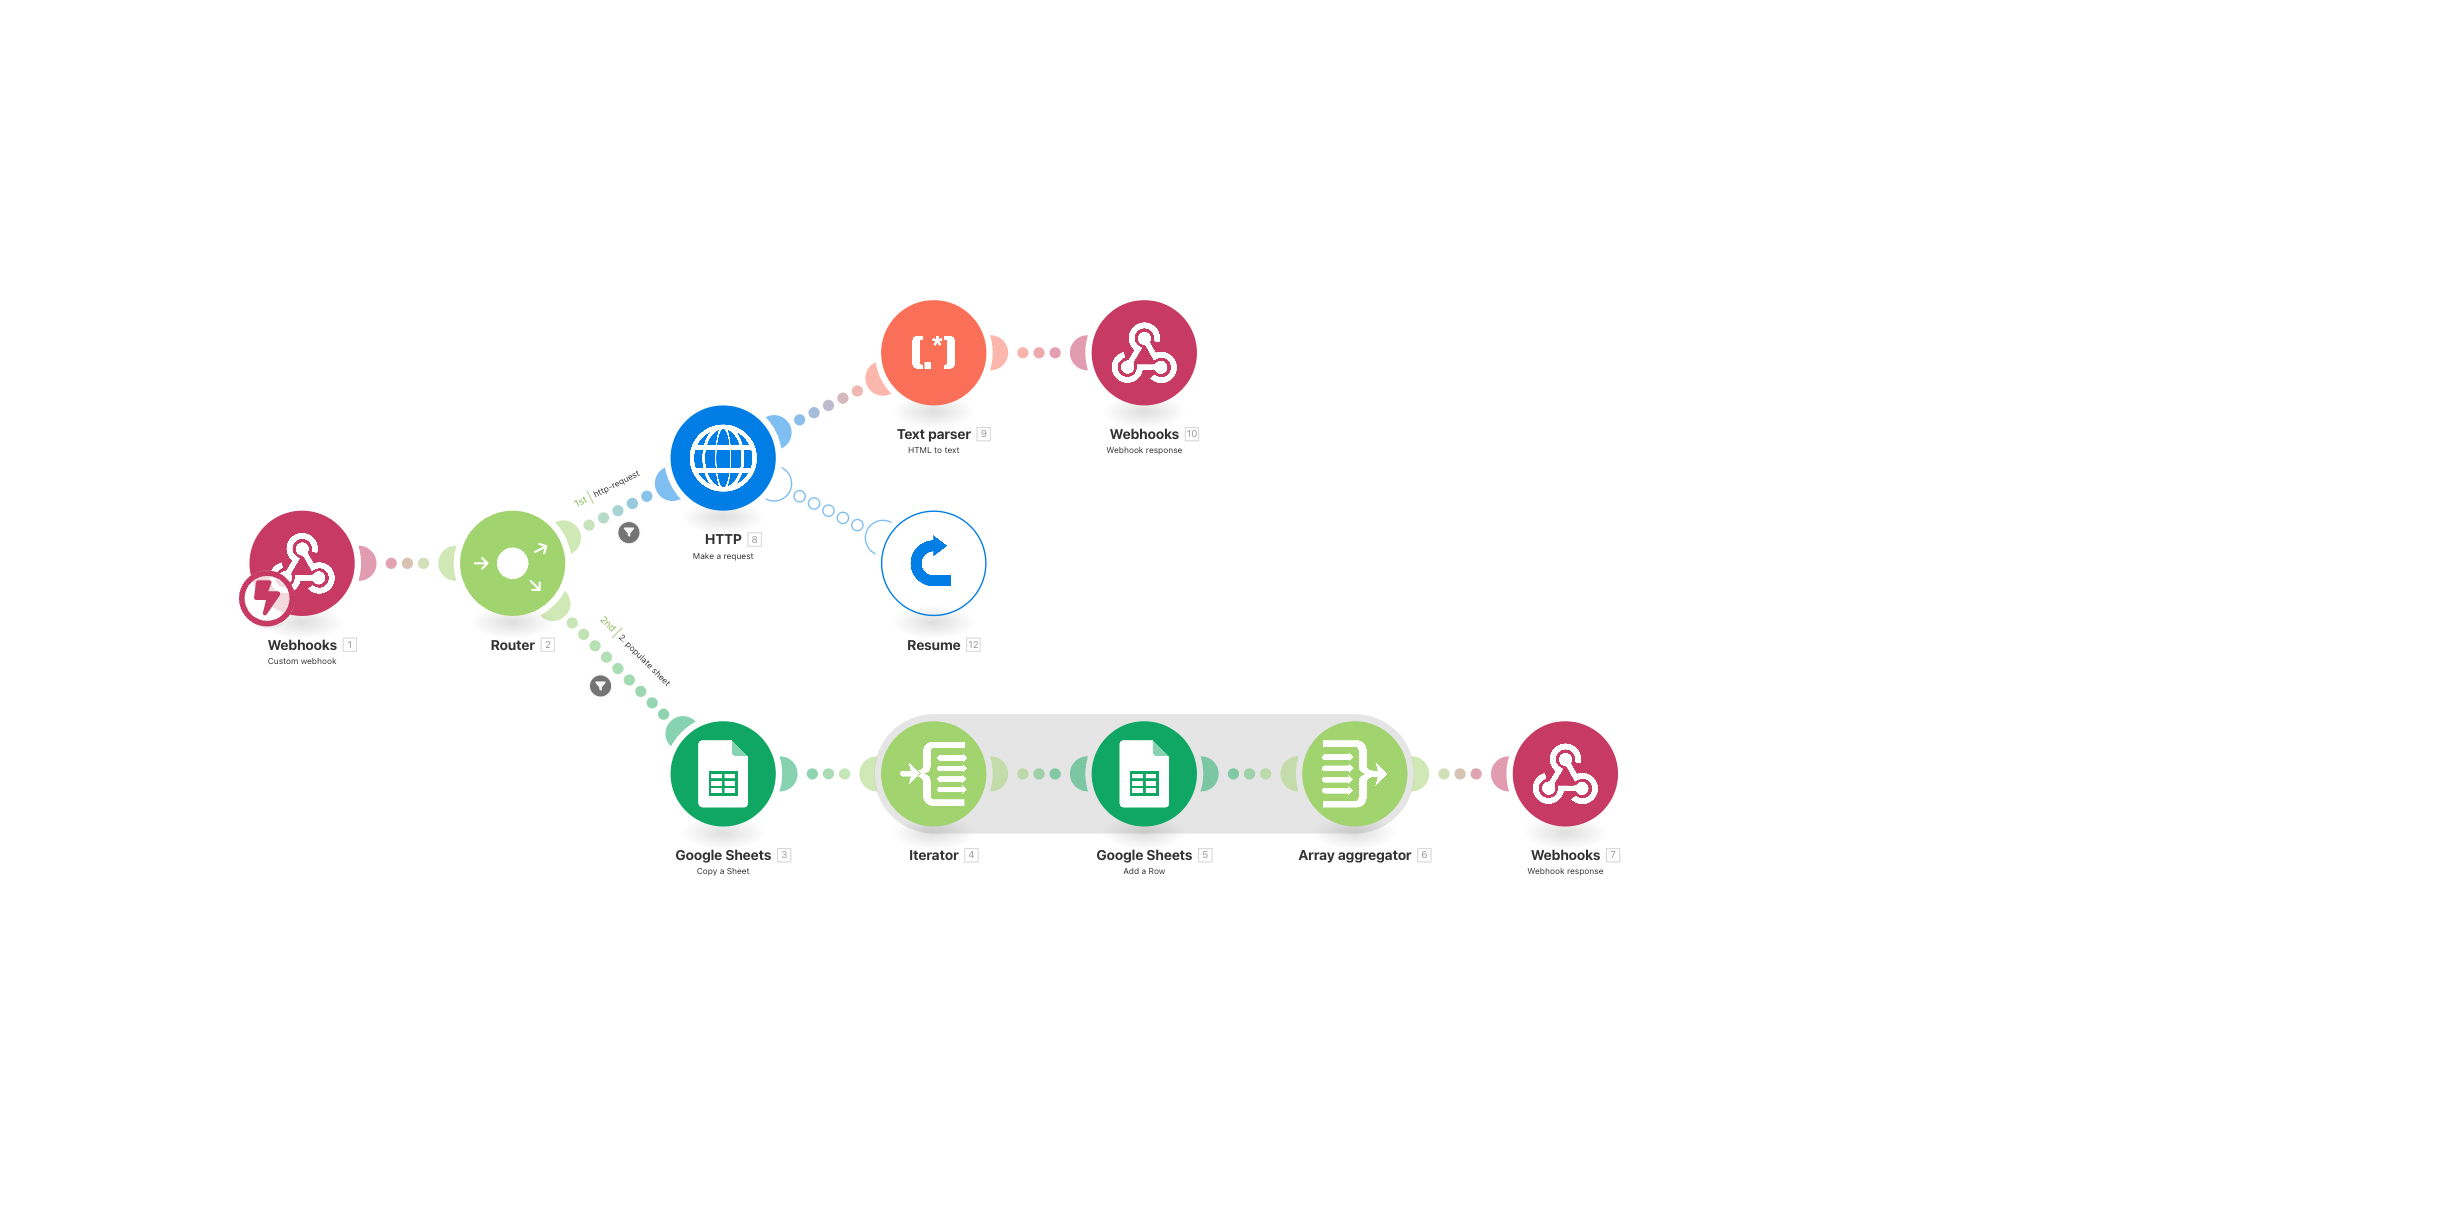 Webhooks 1
Custom webhook
Router 2
1st | http-request
HTTP 8
Make a request
Text parser 9
HTML to text
Webhooks 10
Webhook response
Resume 12
2nd | 2. populate sheet
Google Sheets 3
Copy a Sheet
Iterator 4
Google Sheets 5
Add a Row
Array aggregator 6
Webhooks 7
Webhook response